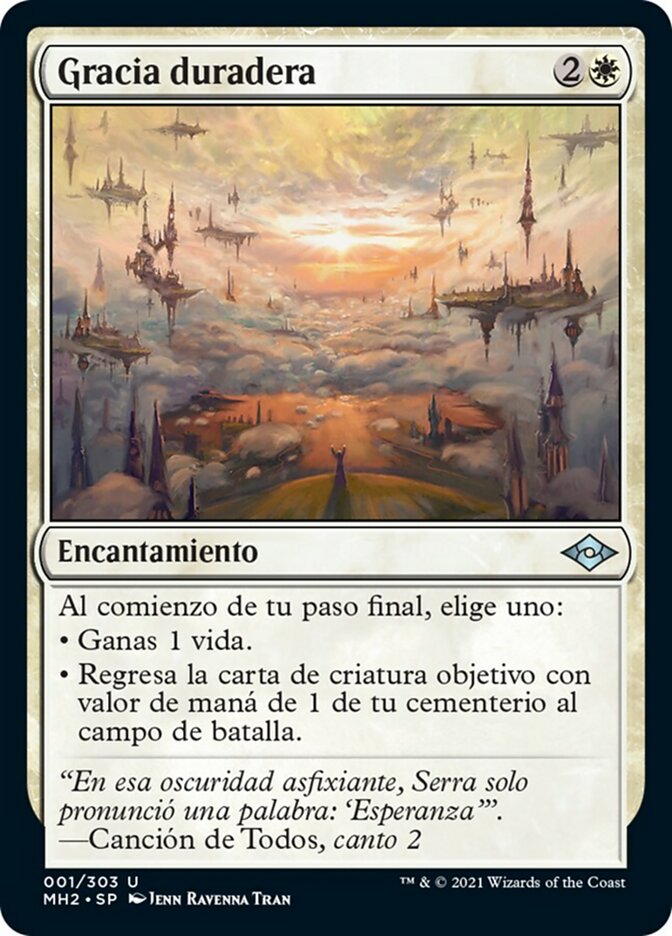 Gracia duradera
2
Encantamiento
Al comienzo de tu paso final, elige uno:
• Ganas 1 vida.
• Regresa la carta de criatura objetivo con
valor de maná de 1 de tu cementerio al
campo de batalla.
“En esa oscuridad asfixiante, Serra solo
pronunció una palabra: ‘Esperanza’”.
—Canción de Todos, canto 2
001/303 U
MH2 • SP Jenn Ravenna Tran
™ & © 2021 Wizards of the Coast